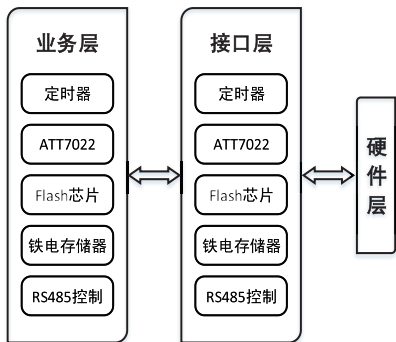 业务层
定时器
ATT7022
Flash芯片
铁电存储器
RS485控制
接口层
定时器
ATT7022
Flash芯片
铁电存储器
RS485控制
硬
件
层